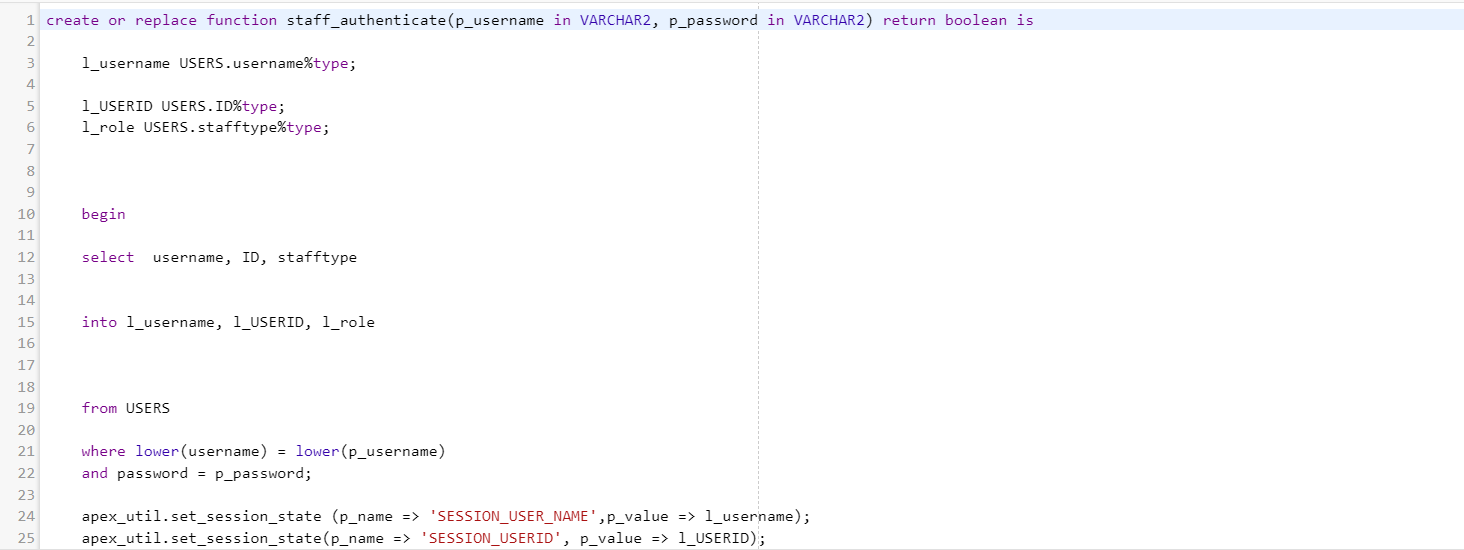 1 create or replace function staff_authenticate(p_username in VARCHAR2, p_password in VARCHAR2) return boolean is
2
3 l_username USERS.username%type;
4
5 l_USERID USERS.ID%type;
6 l_role USERS.stafftype%type;
7
8
9
10 begin
11
12 select  username, ID, stafftype
13
14
15 into l_username, l_USERID, l_role
16
17
18
19 from USERS
20
21 where lower(username) = lower(p_username)
22 and password = p_password;
23
24 apex_util.set_session_state (p_name => 'SESSION_USER_NAME',p_value => l_username);
25 apex_util.set_session_state(p_name => 'SESSION_USERID', p_value => l_USERID);